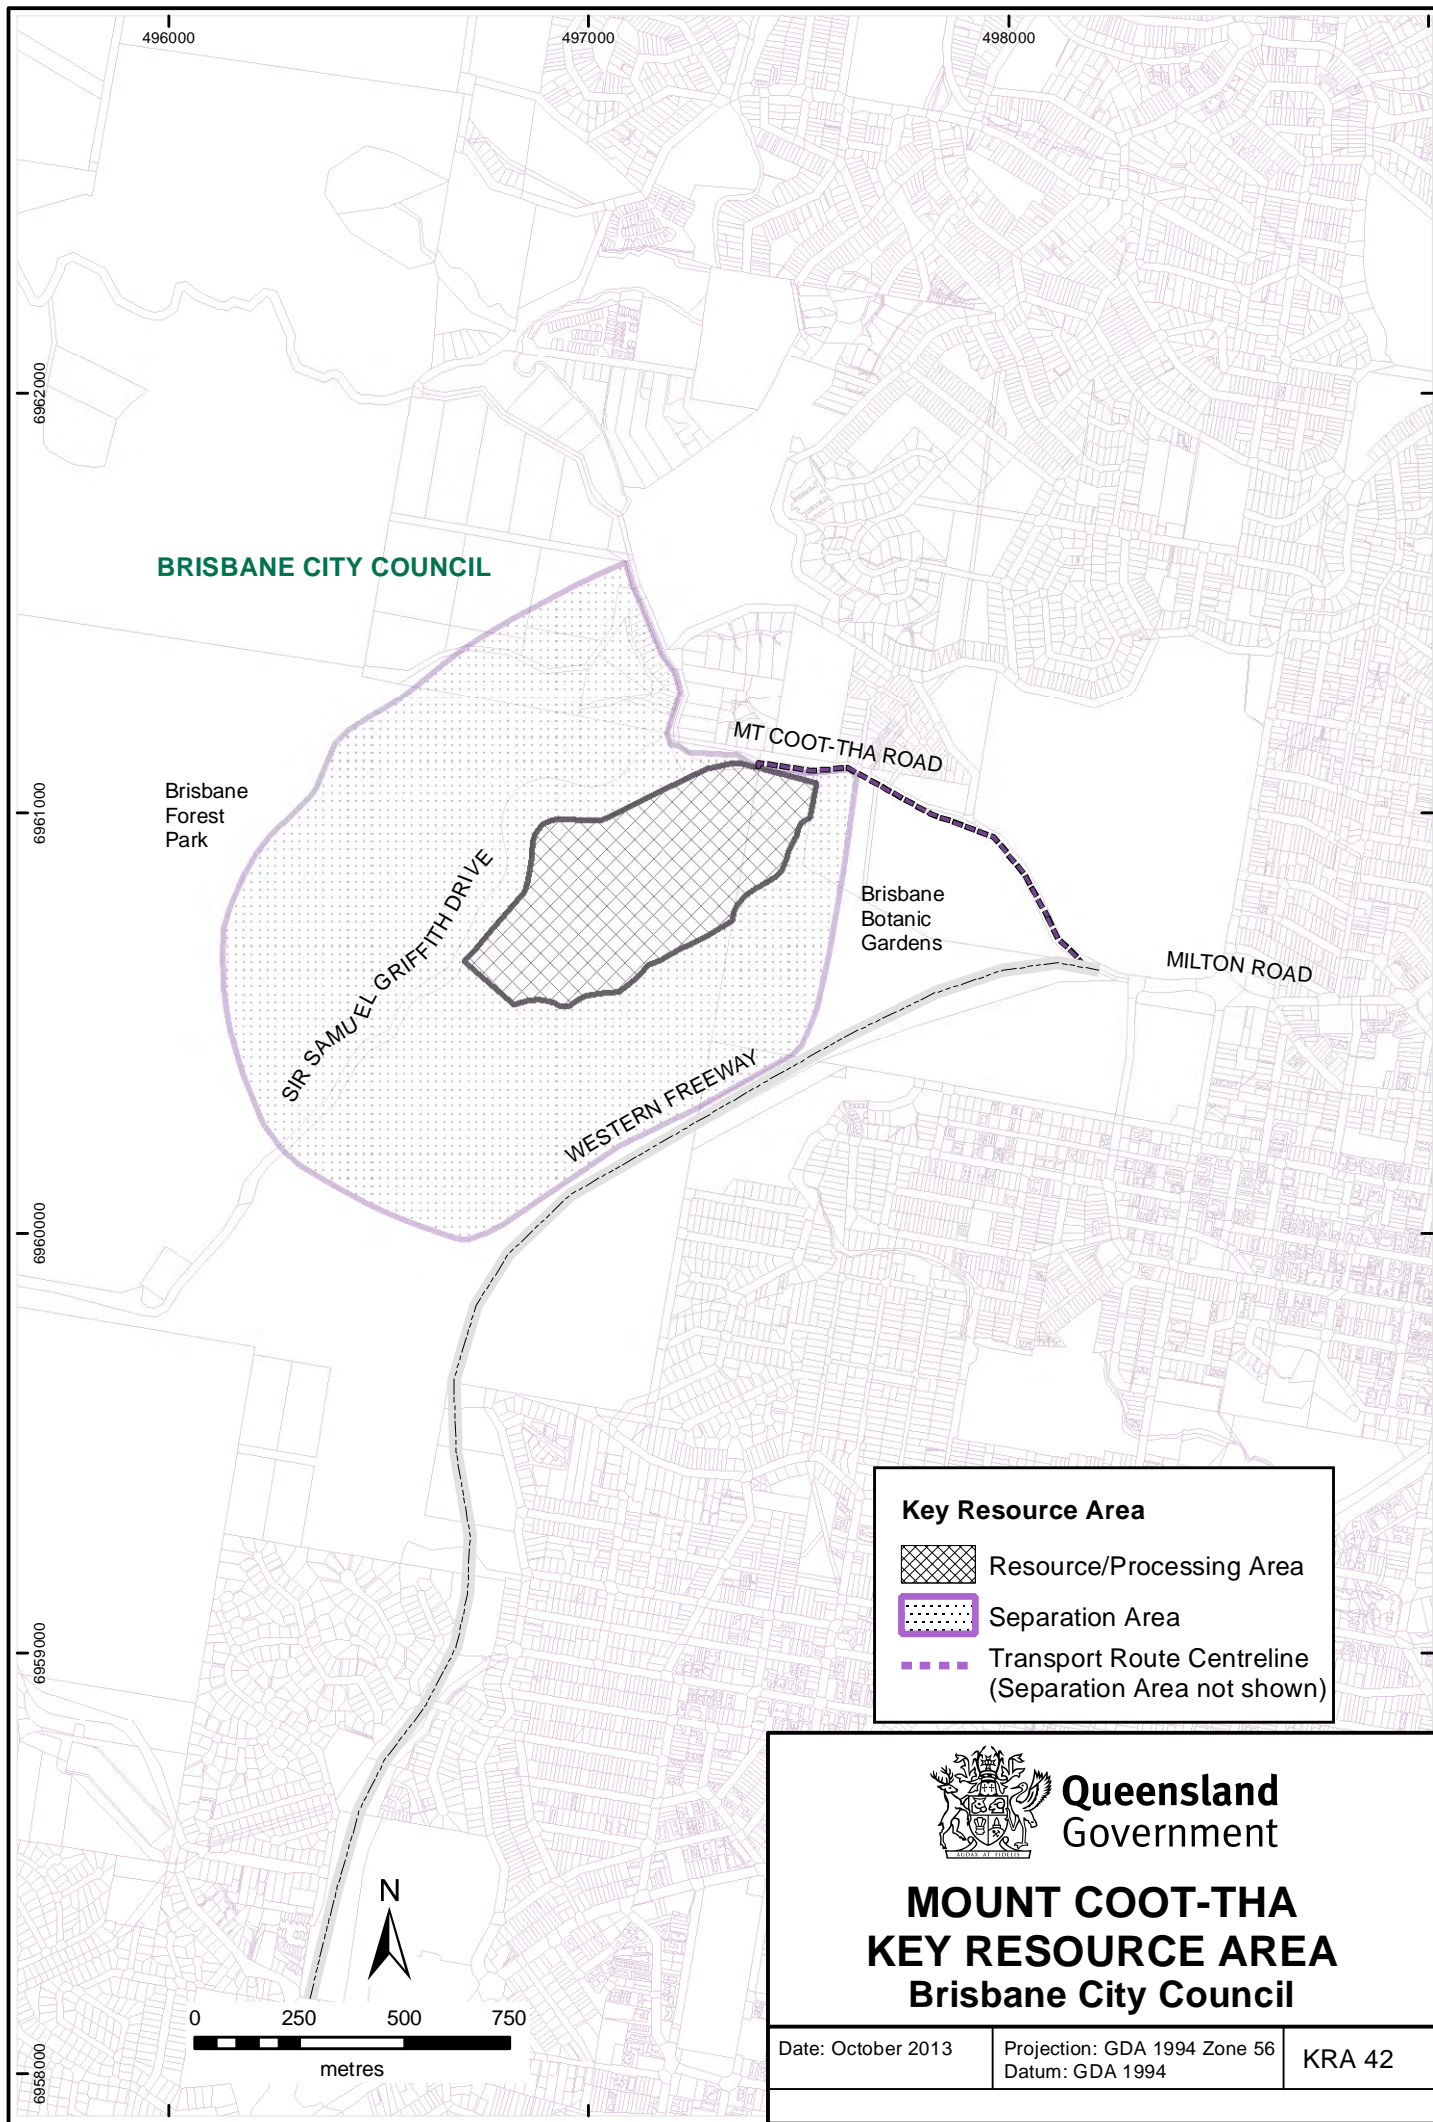 496000
497000
498000
6962000
BRISBANE CITY COUNCIL
MT COOT-THA ROAD
Brisbane
Forest
Park
6961000
SIR SAMUEL GRIFFITH DRIVE
Brisbane
Botanic
Gardens
MILTON ROAD
WESTERN FREEWAY
6960000
Key Resource Area
Resource/Processing Area
Separation Area
Transport Route Centreline
(Separation Area not shown)
6959000
Queensland
Government
AUDAX AT FIDELIS
MOUNT COOT-THA
KEY RESOURCE AREA
Brisbane City Council
N
0 250 500 750
metres
Date: October 2013
Projection: GDA 1994 Zone 56
Datum: GDA 1994
KRA 42
6958000